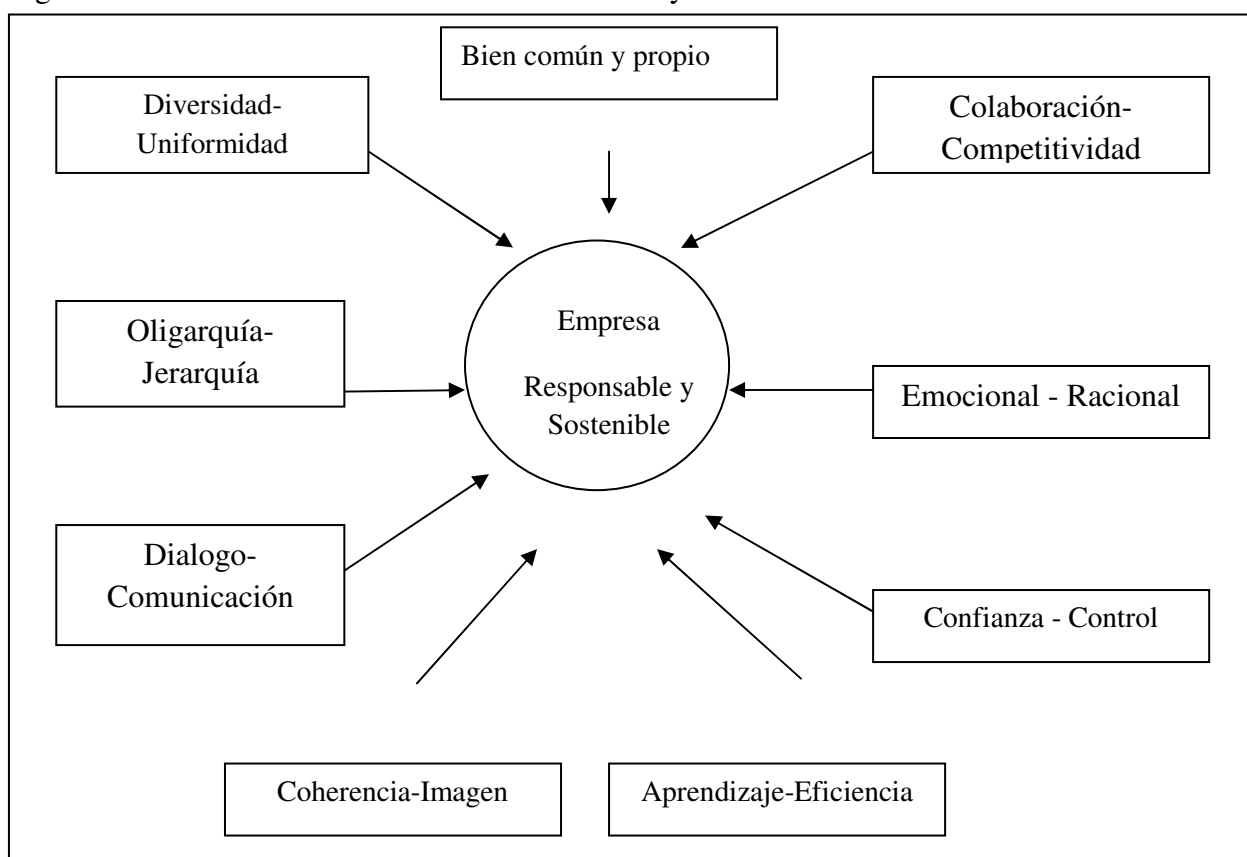 Bien común y propio
Diversidad-
Uniformidad
Colaboración-
Competitividad
Oligarquía-
Jerarquía
Empresa
Responsable y
Sostenible
Emocional - Racional
Dialogo-
Comunicación
Confianza - Control
Coherencia-Imagen
Aprendizaje-Eficiencia